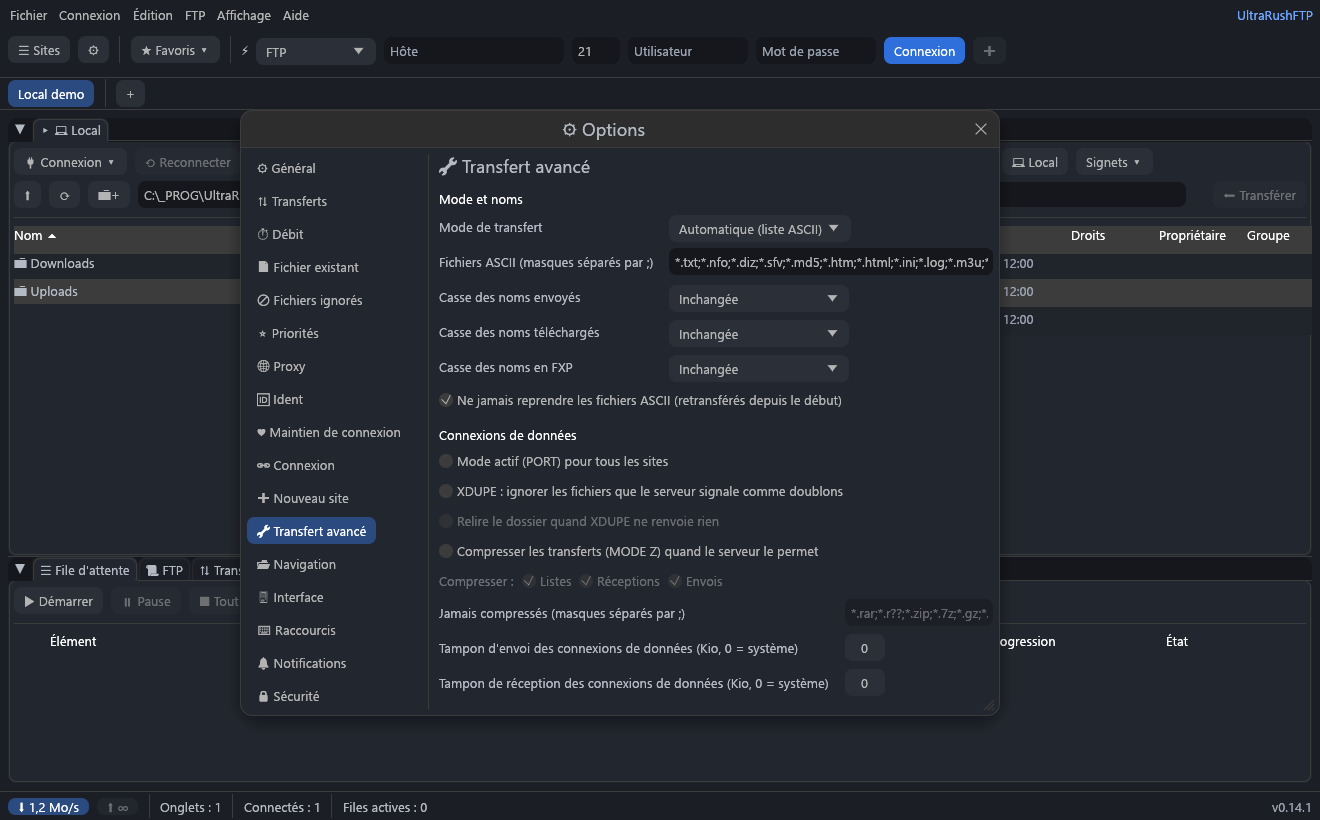 Fichier Connexion Édition FTP Affichage Aide UltraRushFTP
Sites Favoris FTP Hôte 21 Utilisateur Mot de passe Connexion +
Local demo +
Local
Options
Connexion Reconnecter
Local Signets
C:\_PROG\UltraR
Transférer
Nom
Droits Propriétaire Groupe
Downloads
12:00
Uploads
12:00
12:00
Général
Transferts
Débit
Fichier existant
Fichiers ignorés
Priorités
Proxy
Ident
Maintien de connexion
Connexion
Nouveau site
Transfert avancé
Navigation
Interface
Raccourcis
Notifications
Sécurité
Transfert avancé
Mode et noms
Mode de transfert Automatique (liste ASCII)
Fichiers ASCII (masques séparés par ;) *.txt;*.nfo;*.diz;*.sfv;*.md5;*.htm;*.html;*.ini;*.log;*.m3u;*
Casse des noms envoyés Inchangée
Casse des noms téléchargés Inchangée
Casse des noms en FXP Inchangée
Ne jamais reprendre les fichiers ASCII (retransférés depuis le début)
Connexions de données
Mode actif (PORT) pour tous les sites
XDUPE : ignorer les fichiers que le serveur signale comme doublons
Relire le dossier quand XDUPE ne renvoie rien
Compresser les transferts (MODE Z) quand le serveur le permet
Compresser : Listes Réceptions Envois
Jamais compressés (masques séparés par ;) *.rar;*.r??;*.zip;*.7z;*.gz;*.
Tampon d'envoi des connexions de données (Kio, 0 = système) 0
Tampon de réception des connexions de données (Kio, 0 = système) 0
File d'attente FTP Trans
Démarrer Pause Tout
Élément
ogression État
1,2 Mo/s ∞ Onglets : 1 Connectés : 1 Files actives : 0 v0.14.1